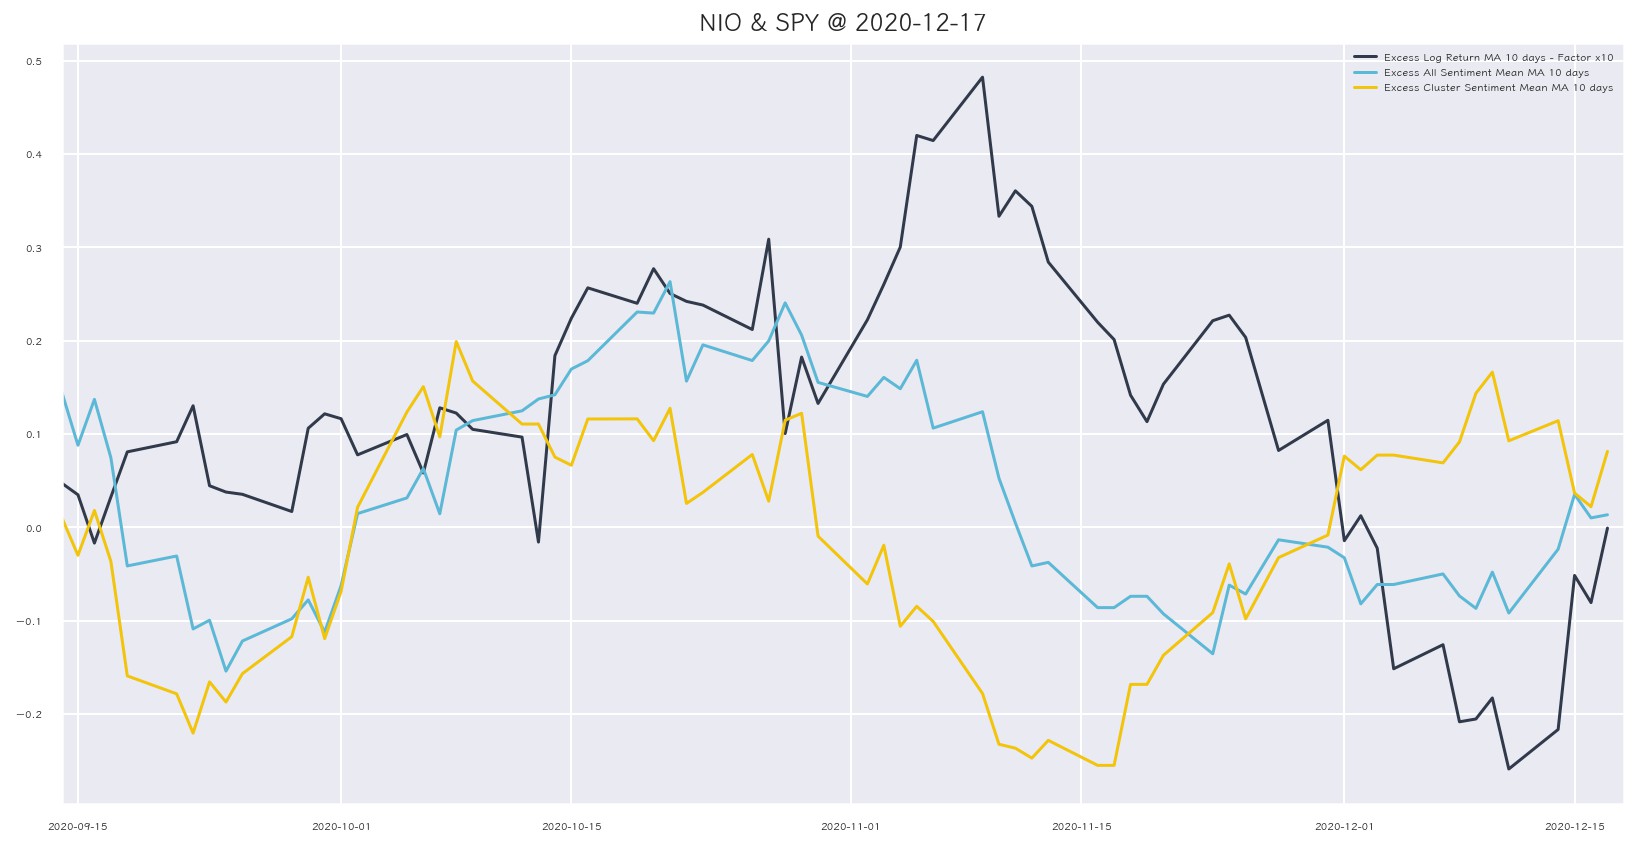 NIO & SPY @ 2020-12-17
Excess Log Return MA 10 days - Factor x10
Excess All Sentiment Mean MA 10 days
Excess Cluster Sentiment Mean MA 10 days
0.5
0.4
0.3
0.2
0.1
0.0
−0.1
−0.2
2020-09-15 2020-10-01 2020-10-15 2020-11-01 2020-11-15 2020-12-01 2020-12-15